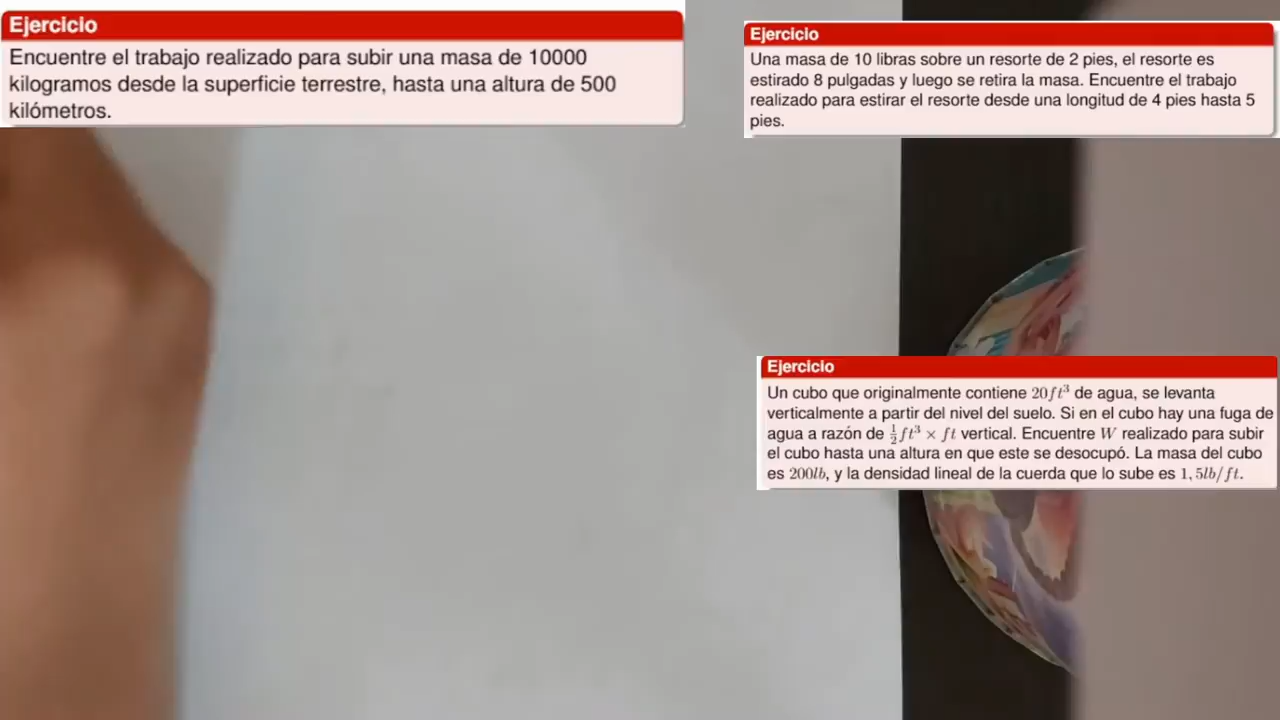 Ejercicio
Encuentre el trabajo realizado para subir una masa de 10000
kilogramos desde la superficie terrestre, hasta una altura de 500
kilómetros.
Ejercicio
Una masa de 10 libras sobre un resorte de 2 pies, el resorte es
estirado 8 pulgadas y luego se retira la masa. Encuentre el trabajo
realizado para estirar el resorte desde una longitud de 4 pies hasta 5
pies.
Ejercicio
Un cubo que originalmente contiene 20ft³ de agua, se levanta
verticalmente a partir del nivel del suelo. Si en el cubo hay una fuga de
agua a razón de ½ft³ × ft vertical. Encuentre W realizado para subir
el cubo hasta una altura en que este se desocupó. La masa del cubo
es 200lb, y la densidad lineal de la cuerda que lo sube es 1,5lb/ft.